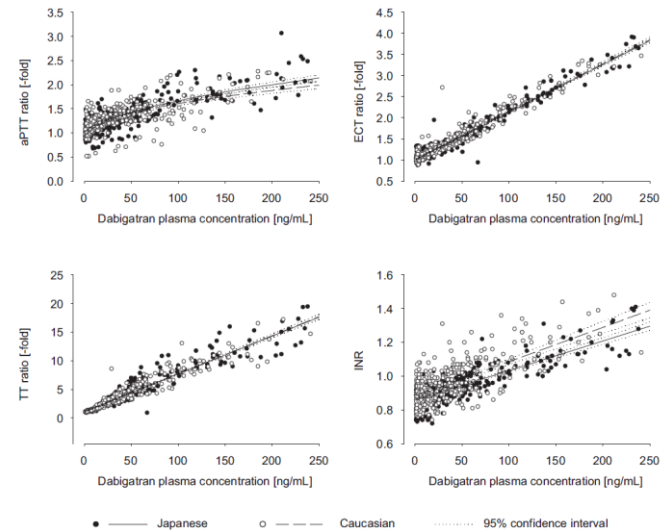 3.5
3.0
2.5
2.0
1.5
1.0
0.5
0.0
aPTT ratio [-fold]
0 50 100 150 200 250
Dabigatran plasma concentration [ng/mL]
4.5
4.0
3.5
3.0
2.5
2.0
1.5
1.0
0.5
ECT ratio [-fold]
0 50 100 150 200 250
Dabigatran plasma concentration [ng/mL]
25
20
15
10
5
0
TT ratio [-fold]
0 50 100 150 200 250
Dabigatran plasma concentration [ng/mL]
1.6
1.4
1.2
1.0
0.8
0.6
INR
0 50 100 150 200 250
Dabigatran plasma concentration [ng/mL]
Japanese Caucasian 95% confidence interval